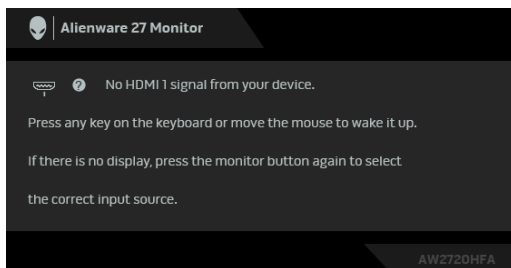 Alienware 27 Monitor
? No HDMI 1 signal from your device.
Press any key on the keyboard or move the mouse to wake it up.
If there is no display, press the monitor button again to select
the correct input source.
AW2720HFA